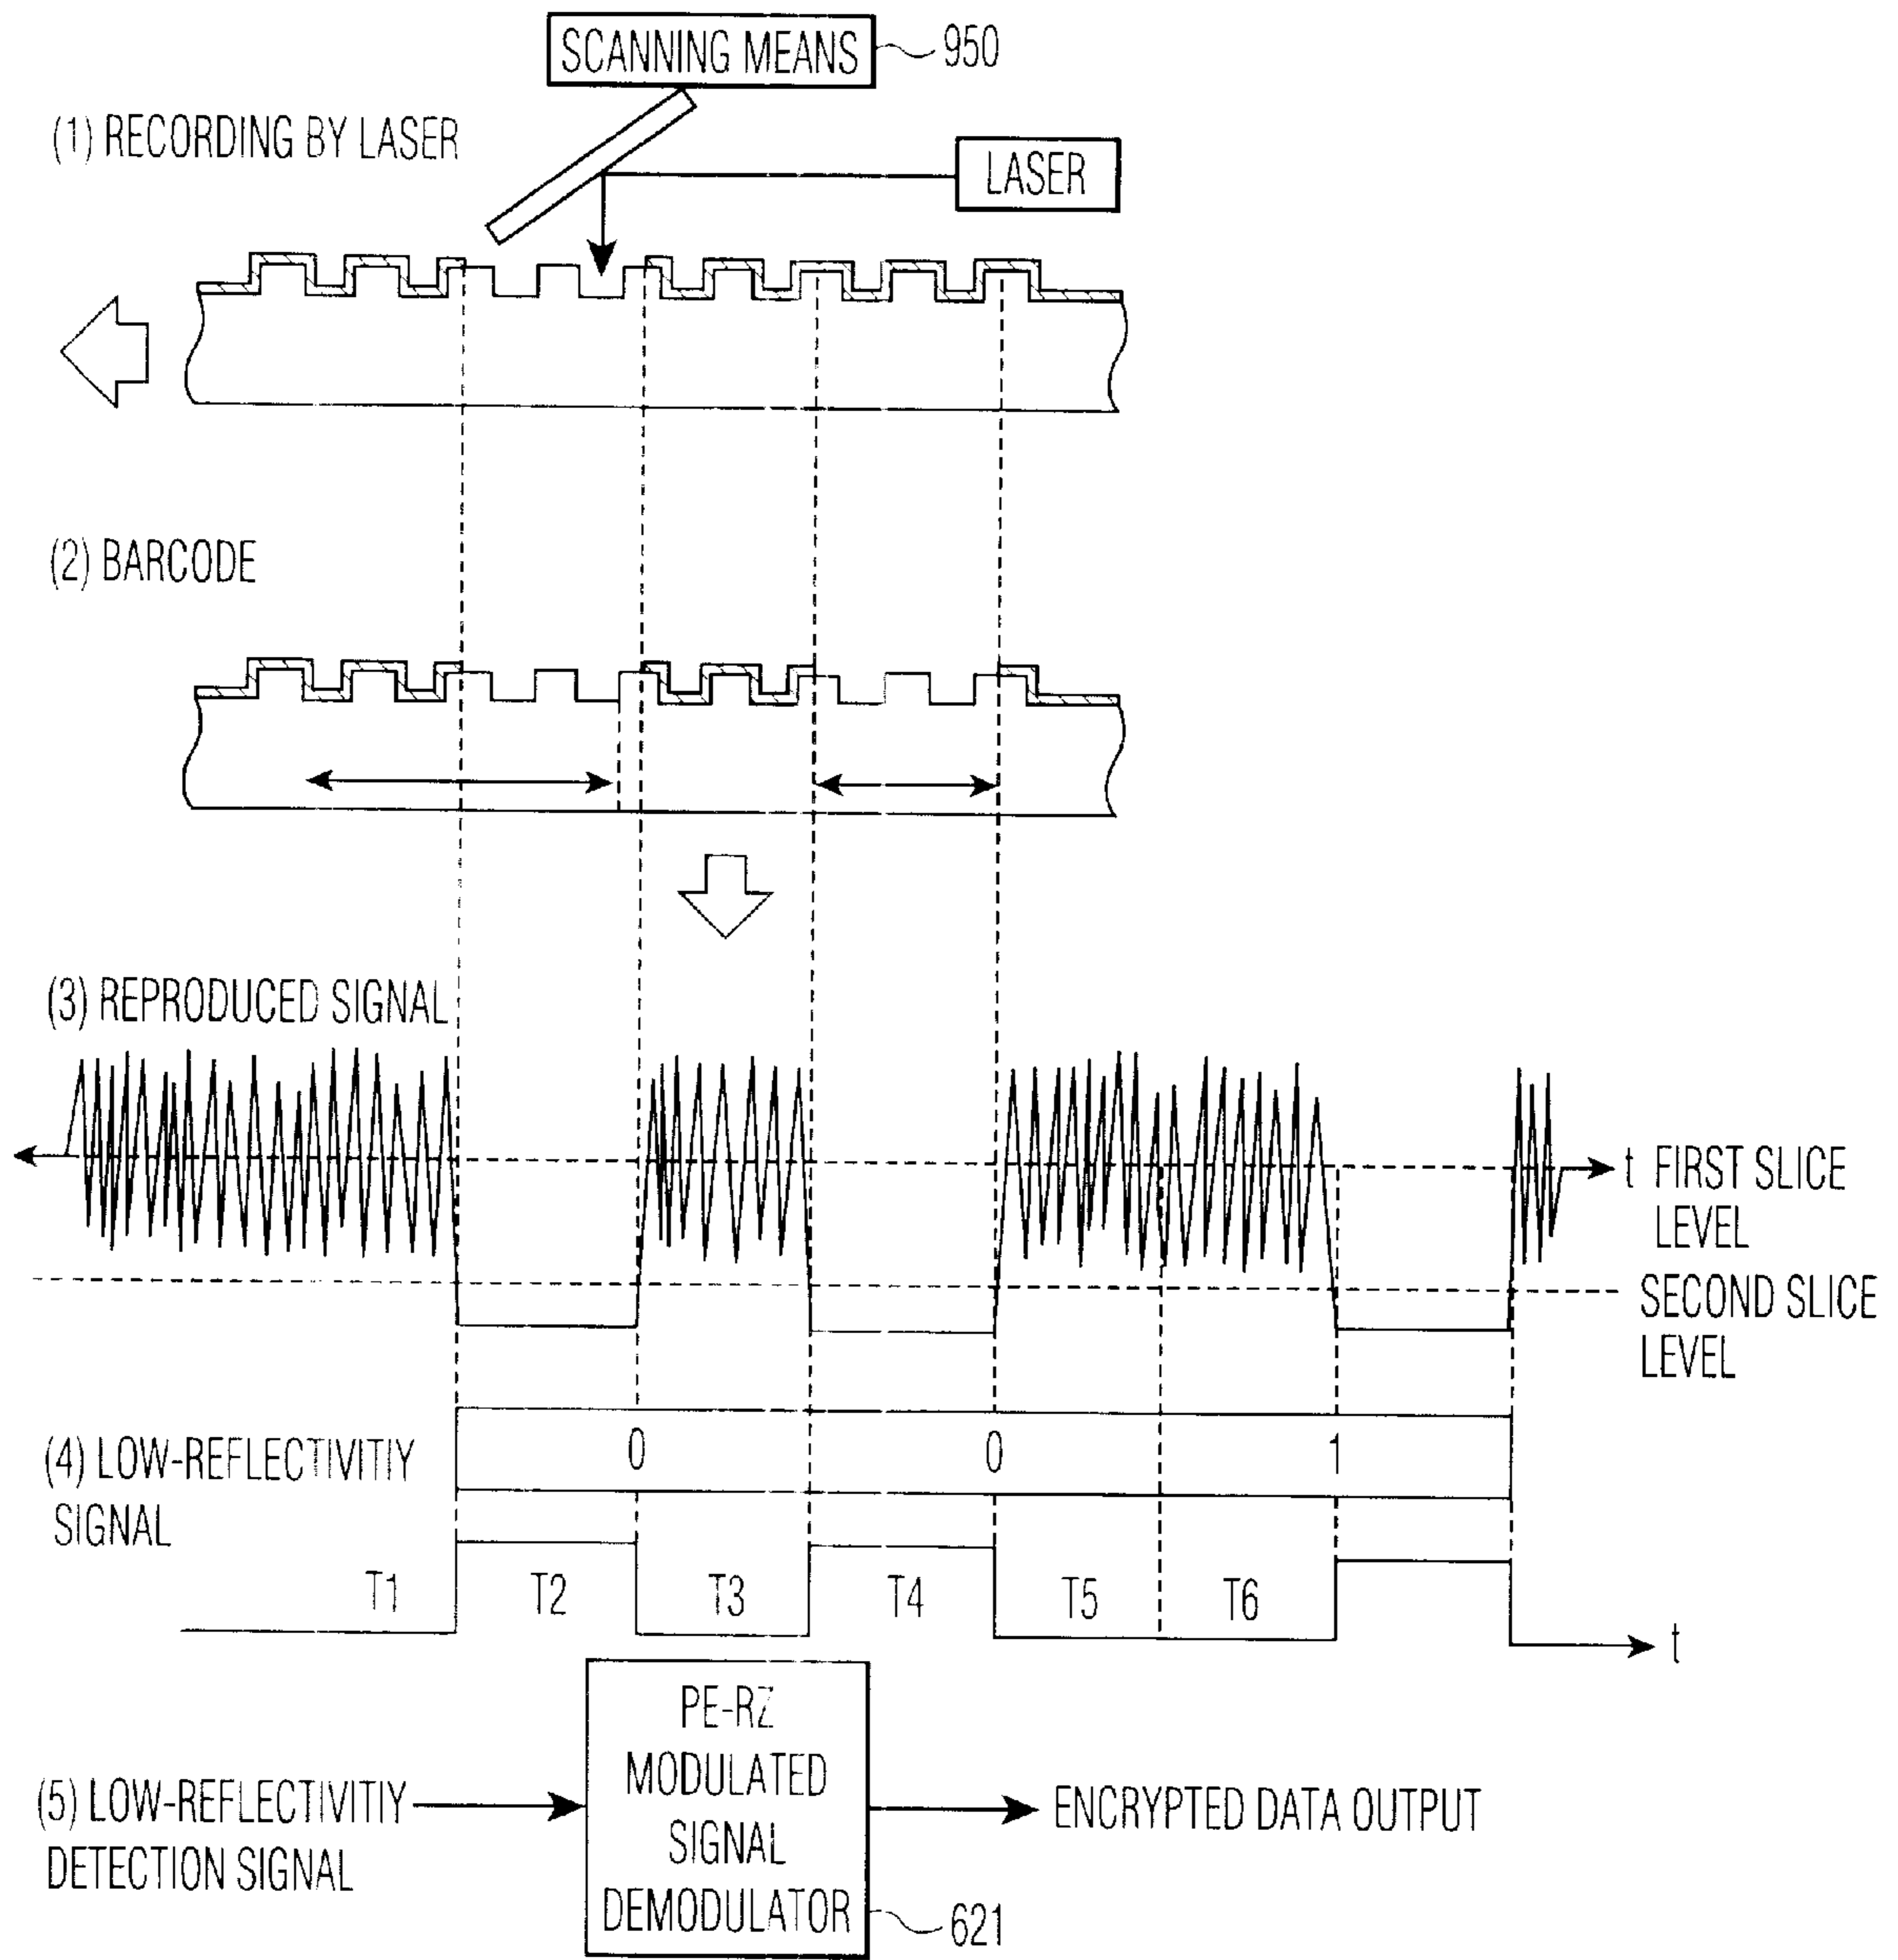 SCANNING MEANS
950
(1) RECORDING BY LASER
LASER
(2) BARCODE
(3) REPRODUCED SIGNAL
t FIRST SLICE
LEVEL
SECOND SLICE
LEVEL
(4) LOW-REFLECTIVITIY
SIGNAL
0
0
1
T1
T2
T3
T4
T5
T6
t
(5) LOW-REFLECTIVITIY
DETECTION SIGNAL
PE-RZ
MODULATED
SIGNAL
DEMODULATOR
621
ENCRYPTED DATA OUTPUT